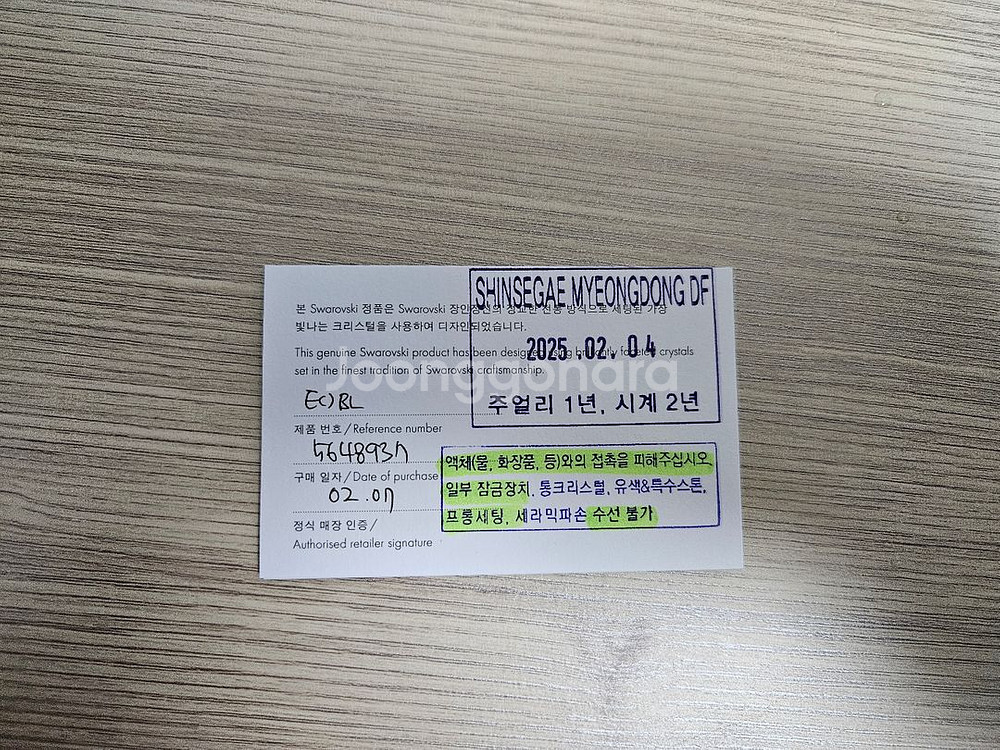 SHINSEGAE MYEONGDONG DF
본 Swarovski 정품은 Swarovski 장인정신의 정교한 전통 방식으로 세팅된 가장
빛나는 크리스털을 사용하여 디자인되었습니다.
2025.02.04
This genuine Swarovski product has been designed using brilliantly faceted crystals
set in the finest tradition of Swarovski craftsmanship.
Joonggonara
주얼리 1년, 시계 2년
제품 번호 / Reference number
5648937
구매 일자 / Date of purchase
02.07
정식 매장 인증 /
Authorised retailer signature
액체(물, 화장품, 등)와의 접촉을 피해주십시오
일부 잠금장치, 통크리스털, 유색&특수스톤,
프롱세팅, 세라믹파손 수선 불가